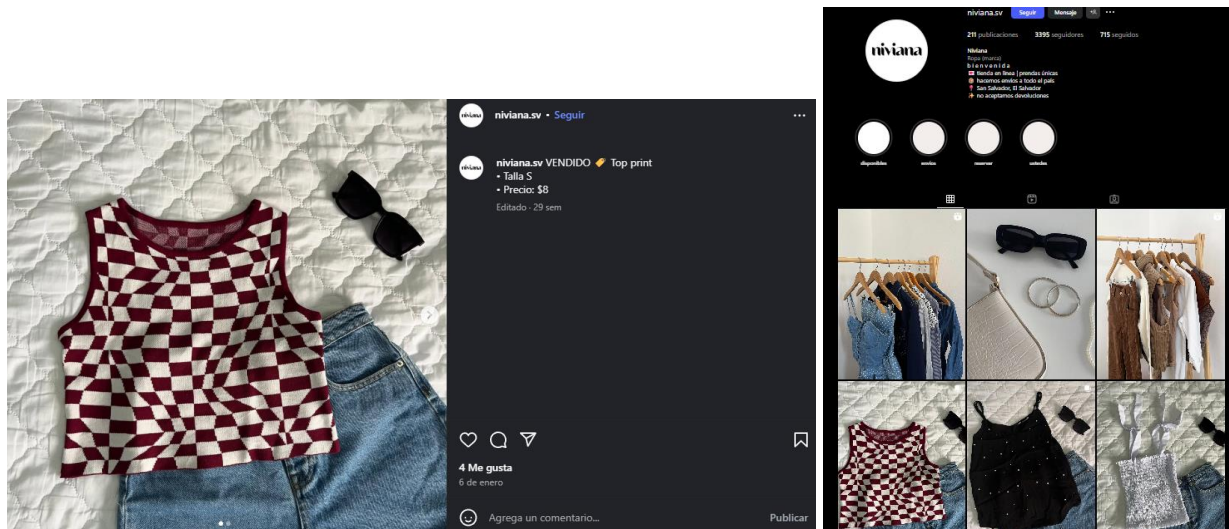 niviana
niviana.sv • Seguir
niviana
niviana.sv VENDIDO 🏷️ Top print
• Talla S
• Precio: $8
Editado · 29 sem
4 Me gusta
6 de enero
Agrega un comentario...
Publicar
niviana.sv
Seguir
Mensaje
niviana
211 publicaciones
3395 seguidores
715 seguidos
Niviana
Ropa (marca)
b i e n v e n i d a
tienda en línea | prendas únicas
hacemos envíos a todo el país
📍 San Salvador, El Salvador
✨ no aceptamos devoluciones
disponibles
envíos
reservar
ustedes